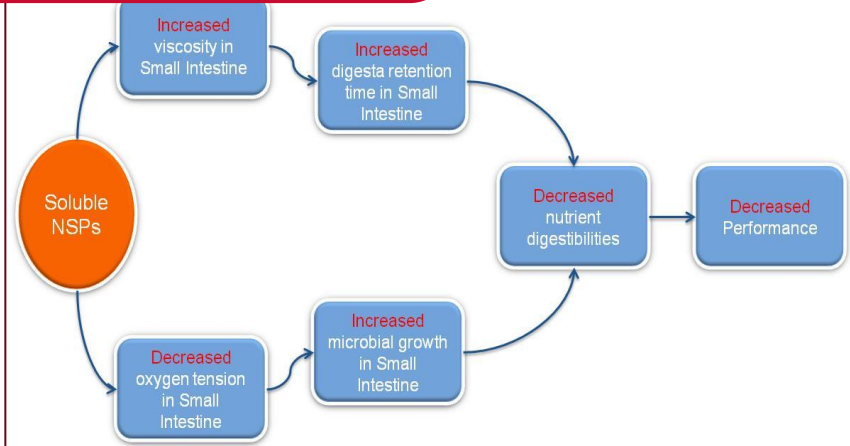 Increased
viscosity in
Small Intestine
Increased
digesta retention
time in Small
Intestine
Soluble
NSPs
Decreased
nutrient
digestibilities
Decreased
Performance
Decreased
oxygen tension
in Small
Intestine
Increased
microbial growth
in Small
Intestine